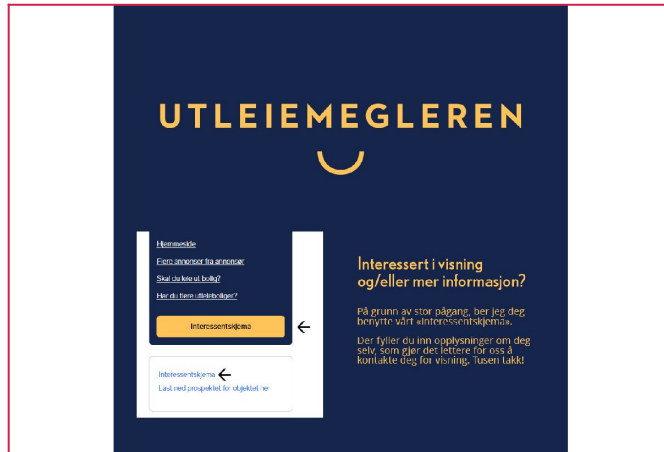 UTLEIEMEGLEREN
Hjemmeside
Flere annonser fra annonsør
Skal du leie ut bolig?
Har du flere utleieboliger?
Interessentskjema
Interessentskjema
Last ned prospektet for objektet her
Interessert i visning
og/eller mer informasjon?
På grunn av stor pågang, ber jeg deg
benytte vårt «interessentskjema».
Der fyller du inn opplysninger om deg
selv, som gjør det lettere for oss å
kontakte deg for visning. Tusen takk!